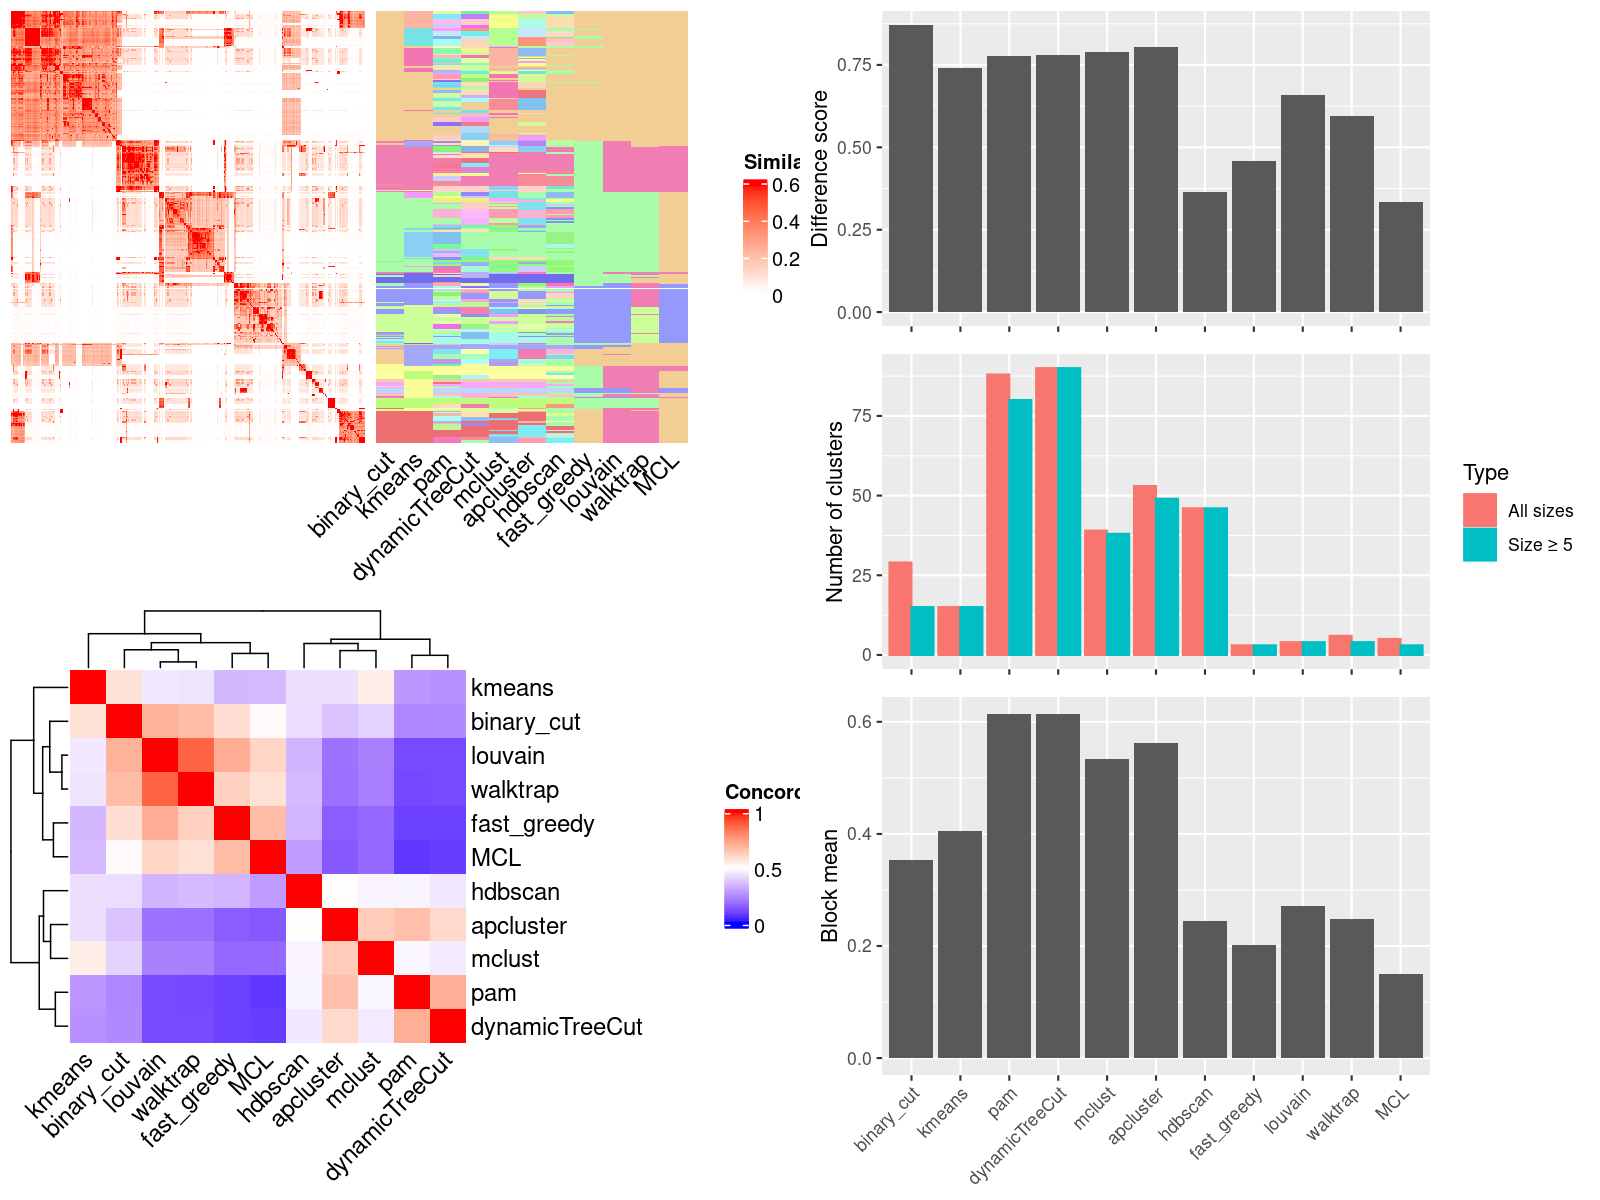 Simila
0.6
0.4
0.2
0
binary_cut
kmeans
pam
dynamicTreeCut
mclust
apcluster
hdbscan
fast_greedy
louvain
walktrap
MCL
kmeans
binary_cut
louvain
walktrap
fast_greedy
MCL
hdbscan
apcluster
mclust
pam
dynamicTreeCut
kmeans
binary_cut
louvain
walktrap
fast_greedy
MCL
hdbscan
apcluster
mclust
pam
dynamicTreeCut
Concord
1
0.5
0
Difference score
0.75
0.50
0.25
0.00
Number of clusters
75
50
25
0
Type
All sizes
Size ≥ 5
Block mean
0.6
0.4
0.2
0.0
binary_cut
kmeans
pam
dynamicTreeCut
mclust
apcluster
hdbscan
fast_greedy
louvain
walktrap
MCL